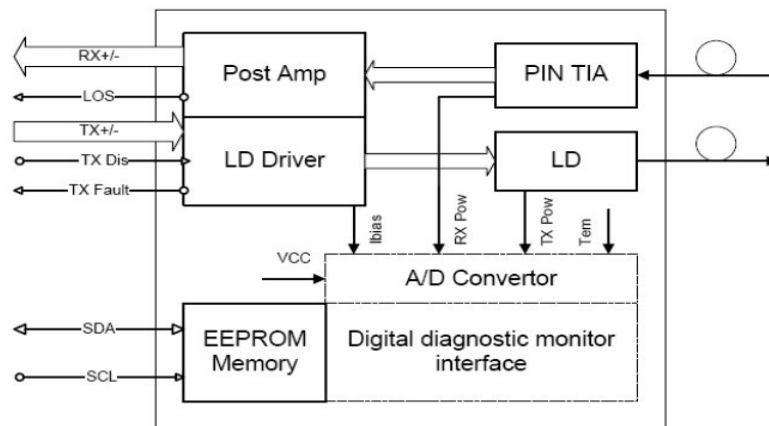 RX+/-
Post Amp
PIN TIA
LOS
TX+/-
TX Dis
LD Driver
LD
TX Fault
Ibias
RX Pow
TX Pow
Tem
VCC
A/D Convertor
SDA
EEPROM
Memory
Digital diagnostic monitor
interface
SCL